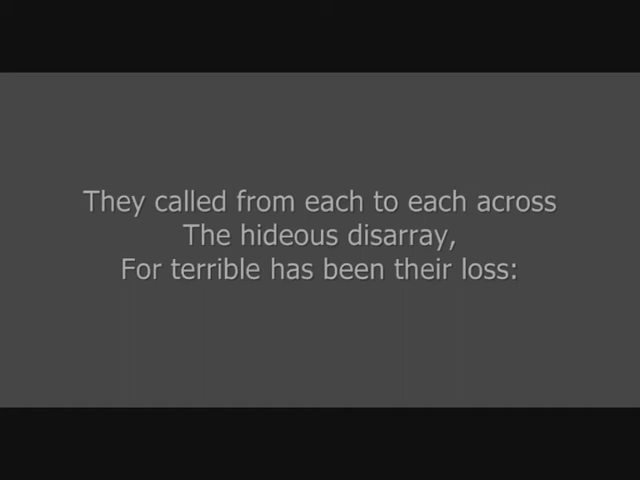 They called from each to each across
The hideous disarray,
For terrible has been their loss: